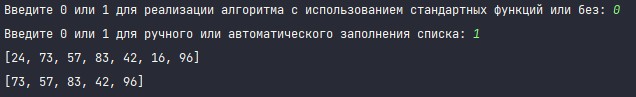 Введите 0 или 1 для реализации алгоритма с использованием стандартных функций или без: 0
Введите 0 или 1 для ручного или автоматического заполнения списка: 1
[24, 73, 57, 83, 42, 16, 96]
[73, 57, 83, 42, 96]